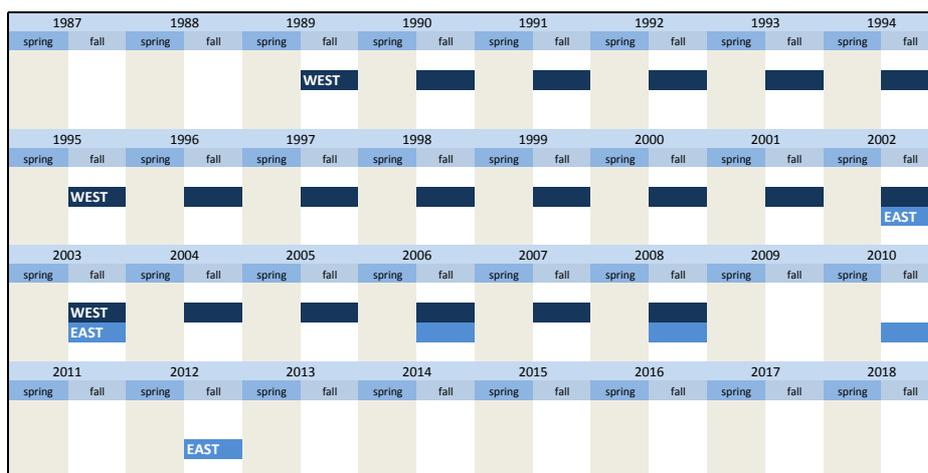 1987 1988 1989 1990 1991 1992 1993 1994
spring fall spring fall spring fall spring fall spring fall spring fall spring fall spring fall
WEST
1995 1996 1997 1998 1999 2000 2001 2002
spring fall spring fall spring fall spring fall spring fall spring fall spring fall spring fall
WEST
EAST
2003 2004 2005 2006 2007 2008 2009 2010
spring fall spring fall spring fall spring fall spring fall spring fall spring fall spring fall
WEST
EAST
2011 2012 2013 2014 2015 2016 2017 2018
spring fall spring fall spring fall spring fall spring fall spring fall spring fall spring fall
EAST